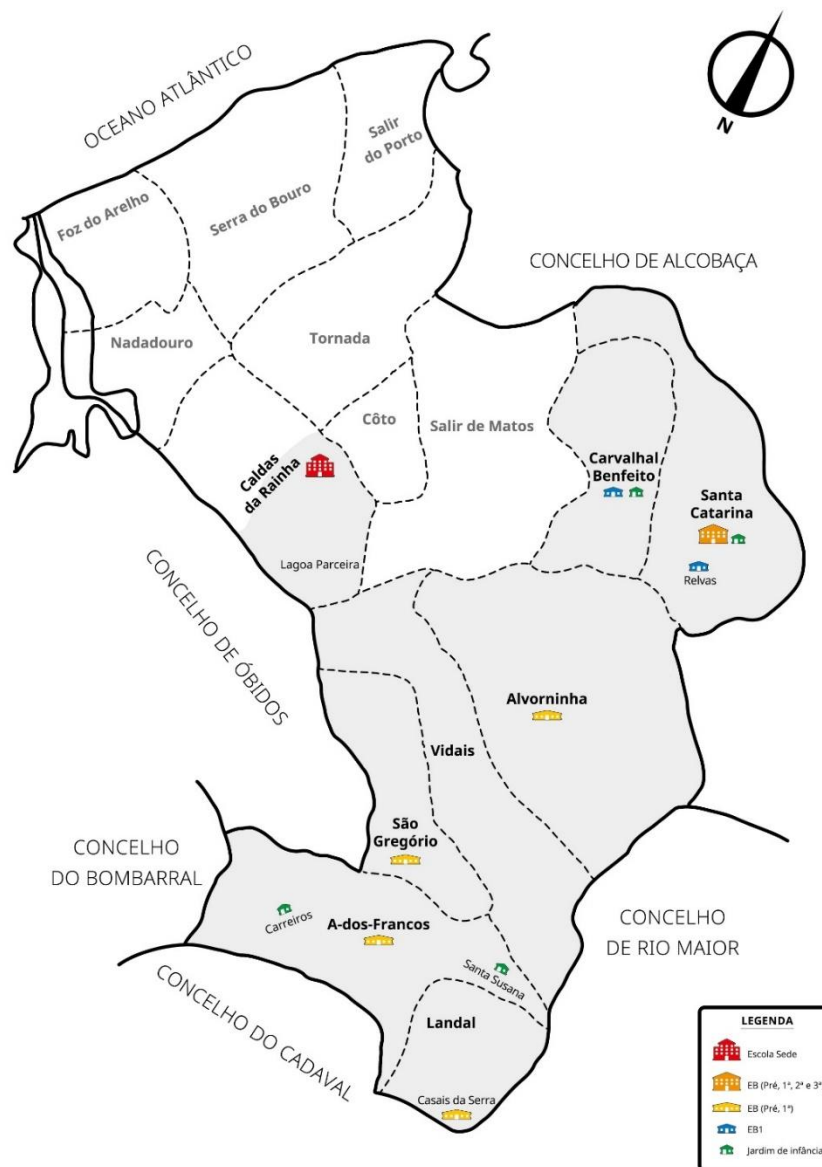 OCEANO ATLÂNTICO
N
Salir
do Porto
Foz do Arelho
Serra do Bouro
CONCELHO DE ALCOBAÇA
Nadadouro
Tornada
Côto
Salir de Matos
Caldas
da Rainha
Carvalhal
Benfeito
Santa
Catarina
Lagoa Parceira
Relvas
CONCELHO DE ÓBIDOS
Alvorninha
Vidais
São
Gregório
CONCELHO
DO BOMBARRAL
Carreiros
A-dos-Francos
CONCELHO
DE RIO MAIOR
Santa Susana
CONCELHO DO CADAVAL
Landal
Casais da Serra
LEGENDA
Escola Sede
EB (Pré, 1º, 2º e 3º
EB (Pré, 1º)
EB1
Jardim de infância